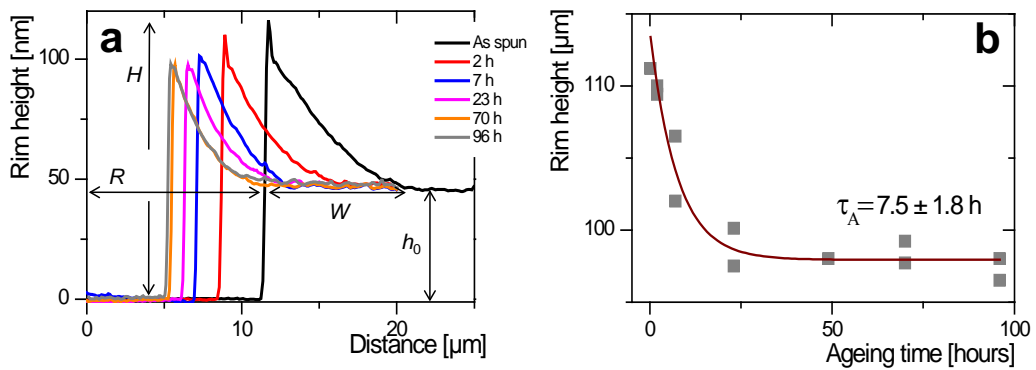 a
Rim height [nm]
100
50
0
H
R
W
h0
As spun
2 h
7 h
23 h
70 h
96 h
0
10
20
Distance [µm]
b
Rim height [µm]
110
100
τA= 7.5 ± 1.8 h
0
50
100
Ageing time [hours]